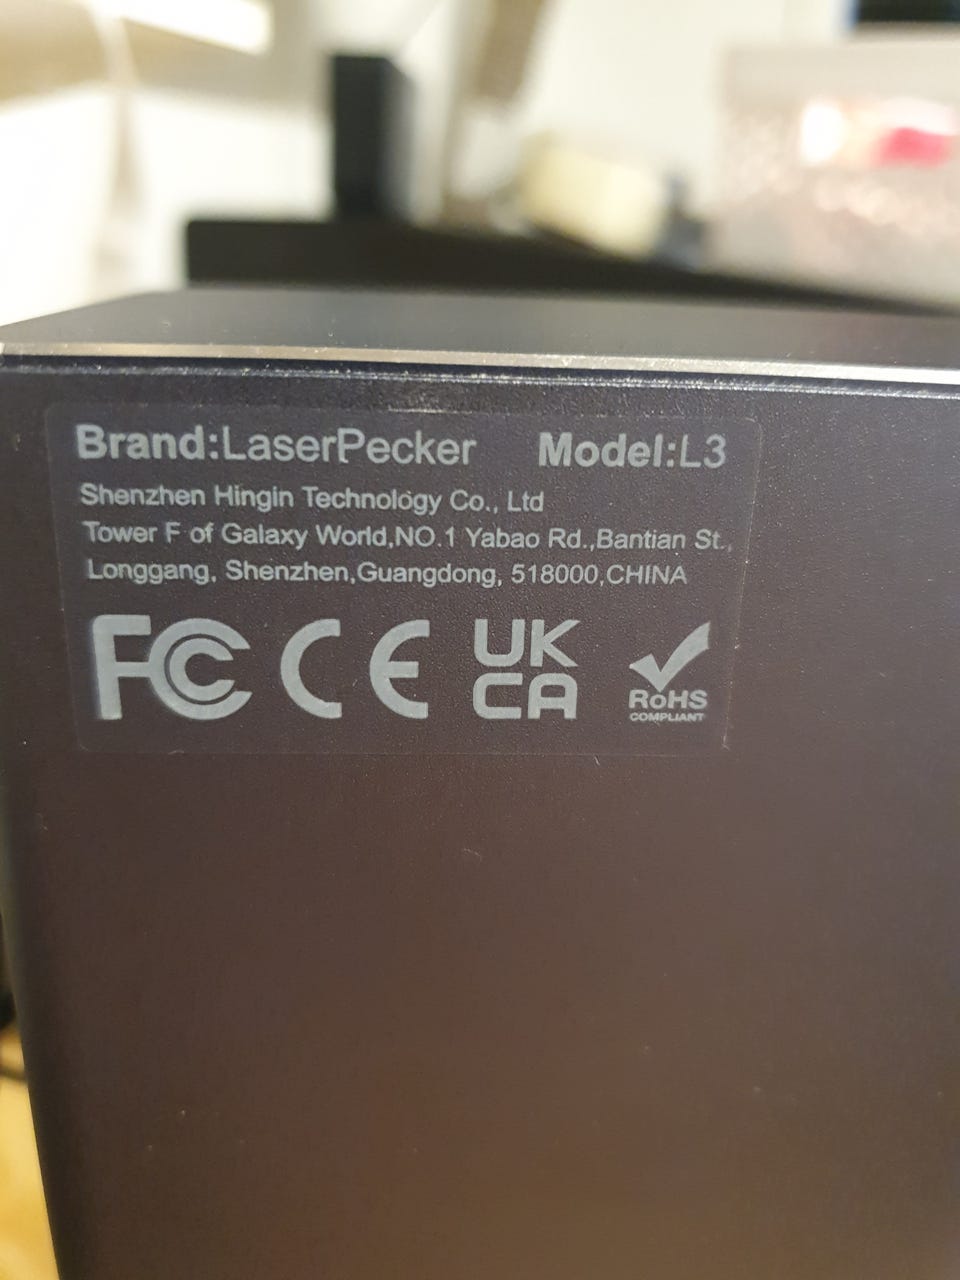 Brand:LaserPecker Model:L3
Shenzhen Hingin Technology Co., Ltd
Tower F of Galaxy World,NO.1 Yabao Rd.,Bantian St.,
Longgang, Shenzhen,Guangdong, 518000,CHINA
FC CE UK
CA
RoHS
COMPLIANT